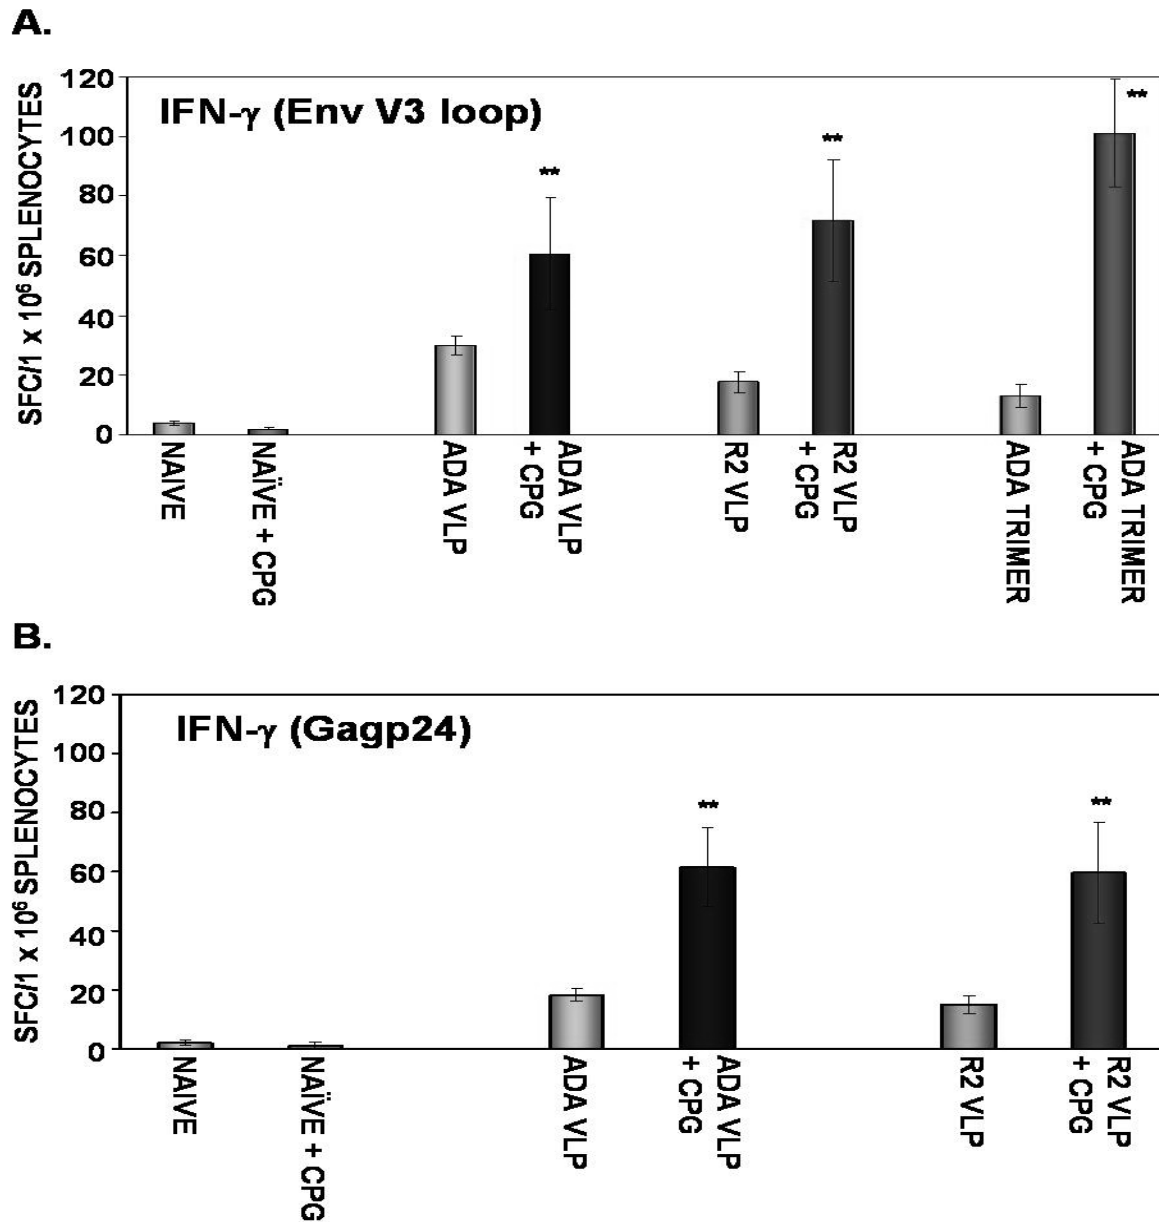 A.
IFN-γ (Env V3 loop)
SFC/1 x 10⁶ SPLENOCYTES
120
100
80
60
40
20
0
**
**
**
NAIVE
NAÏVE + CPG
ADA VLP
ADA VLP
+ CPG
R2 VLP
R2 VLP
+ CPG
ADA TRIMER
ADA TRIMER
+ CPG
B.
IFN-γ (Gagp24)
SFC/1 x 10⁶ SPLENOCYTES
120
100
80
60
40
20
0
**
**
NAIVE
NAÏVE + CPG
ADA VLP
ADA VLP
+ CPG
R2 VLP
R2 VLP
+ CPG